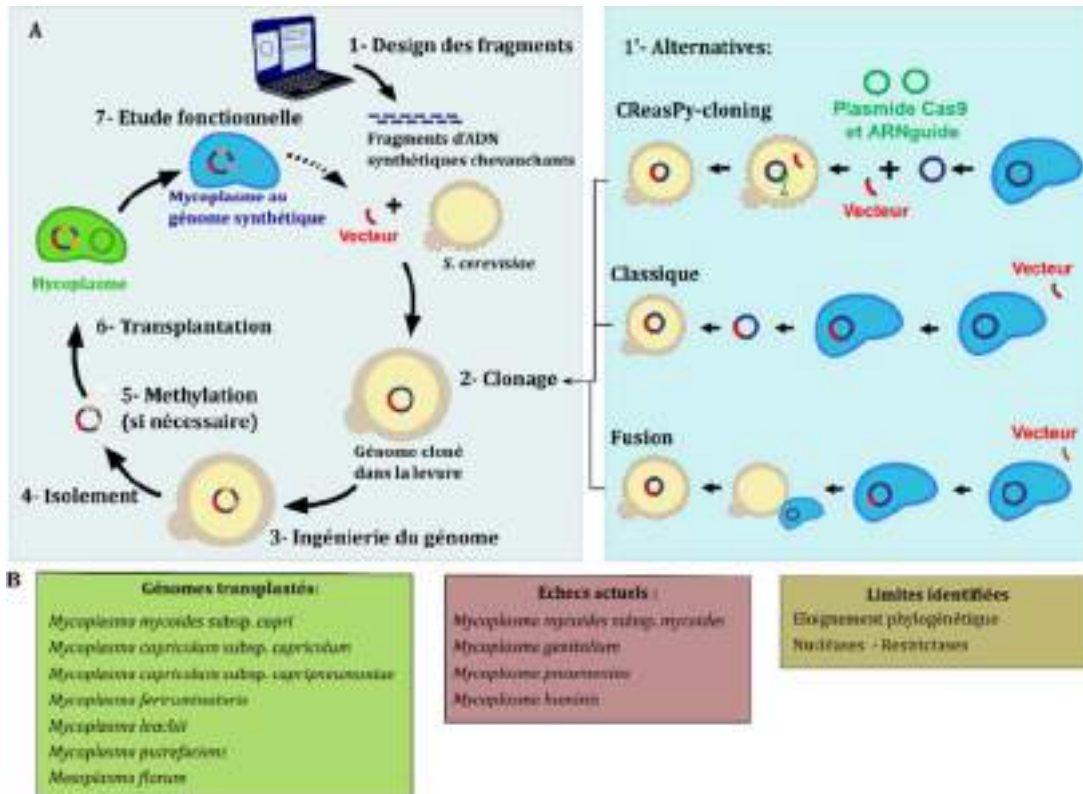 A
1- Design des fragments
Fragments d'ADN
synthétiques chevauchants
7- Etude fonctionnelle
Mycoplasme au
génome synthétique
Vecteur
+
S. cerevisiae
Mycoplasme
6- Transplantation
5- Methylation
(si nécessaire)
2- Clonage
Génome cloné
dans la levure
4- Isolement
3- Ingénierie du génome
1'- Alternatives:
CReasPy-cloning
Plasmide Cas9
et ARNguide
+
Vecteur
Classique
Vecteur
Fusion
Vecteur
B
Génomes transplantés:
Mycoplasma mycoides subsp. capri
Mycoplasma capricolum subsp. capricolum
Mycoplasma capricolum subsp. capripneumoniae
Mycoplasma feriruminatoris
Mycoplasma leachii
Mycoplasma putrefaciens
Mesoplasma florum
Echecs actuels :
Mycoplasma mycoides subsp. mycoides
Mycoplasma genitalium
Mycoplasma pneumoniae
Mycoplasma hominis
Limites identifiées
Eloignement phylogénétique
Nucléases - Restrictases